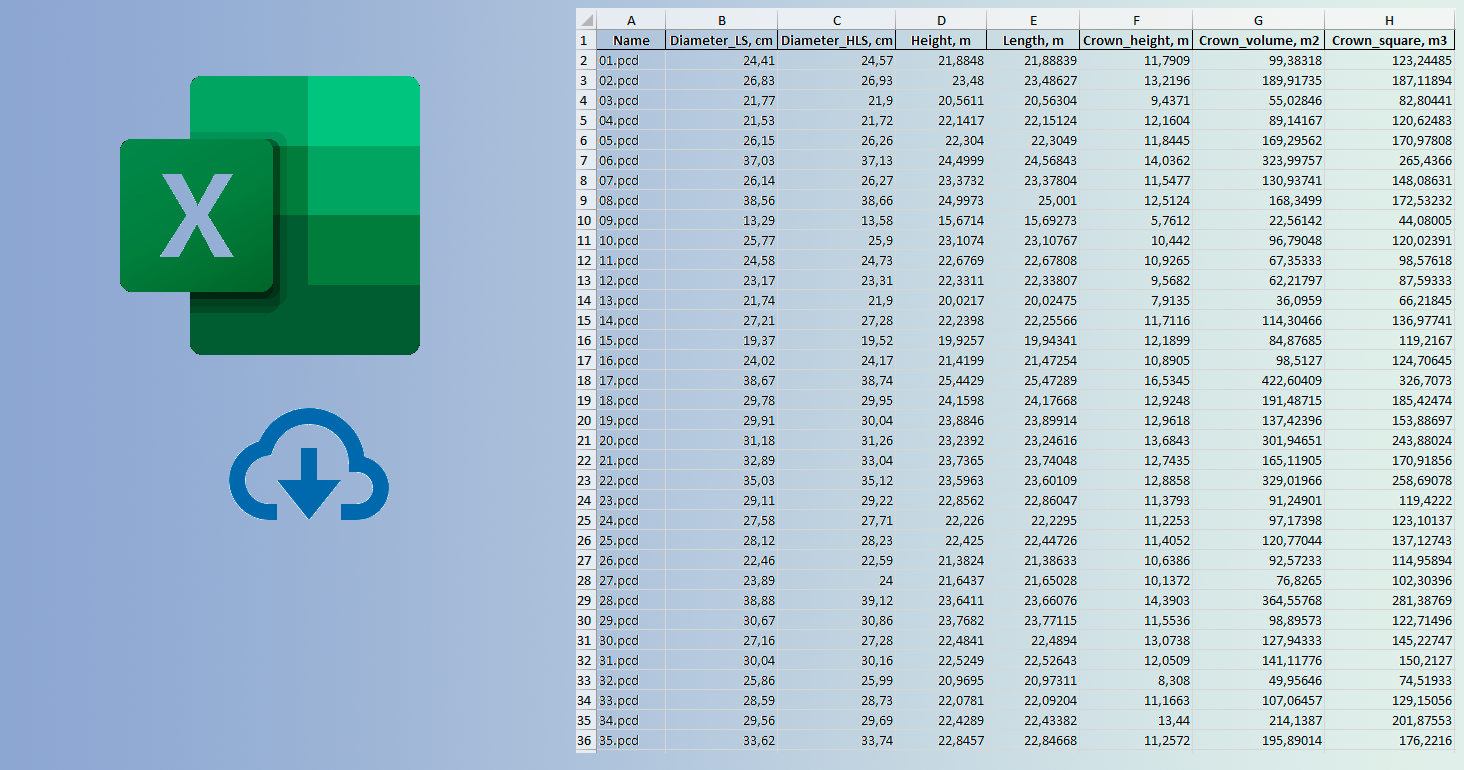 X
A B C D E F G H
1 Name Diameter_LS, cm Diameter_HLS, cm Height, m Length, m Crown_height, m Crown_volume, m2 Crown_square, m3
2 01.pcd 24,41 24,57 21,8848 21,88839 11,7909 99,38318 123,24485
3 02.pcd 26,83 26,93 23,48 23,48627 13,2196 189,91735 187,11894
4 03.pcd 21,77 21,9 20,5611 20,56304 9,4371 55,02846 82,80441
5 04.pcd 21,53 21,72 22,1417 22,15124 12,1604 89,14167 120,62483
6 05.pcd 26,15 26,26 22,304 22,3049 11,8445 169,29562 170,97808
7 06.pcd 37,03 37,13 24,4999 24,56843 14,0362 323,99757 265,4366
8 07.pcd 26,14 26,27 23,3732 23,37804 11,5477 130,93741 148,08631
9 08.pcd 38,56 38,66 24,9973 25,001 12,5124 168,3499 172,53232
10 09.pcd 13,29 13,58 15,6714 15,69273 5,7612 22,56142 44,08005
11 10.pcd 25,77 25,9 23,1074 23,10767 10,442 96,79048 120,02391
12 11.pcd 24,58 24,73 22,6769 22,67808 10,9265 67,35333 98,57618
13 12.pcd 23,17 23,31 22,3311 22,33807 9,5682 62,21797 87,59333
14 13.pcd 21,74 21,9 20,0217 20,02475 7,9135 36,0959 66,21845
15 14.pcd 27,21 27,28 22,2398 22,25566 11,7116 114,30466 136,97741
16 15.pcd 19,37 19,52 19,9257 19,94341 12,1899 84,87685 119,2167
17 16.pcd 24,02 24,17 21,4199 21,47254 10,8905 98,5127 124,70645
18 17.pcd 38,67 38,74 25,4429 25,47289 16,5345 422,60409 326,7073
19 18.pcd 29,78 29,95 24,1598 24,17668 12,9248 191,48715 185,42474
20 19.pcd 29,91 30,04 23,8846 23,89914 12,9618 137,42396 153,88697
21 20.pcd 31,18 31,26 23,2392 23,24616 13,6843 301,94651 243,88024
22 21.pcd 32,89 33,04 23,7365 23,74048 12,7435 165,11905 170,91856
23 22.pcd 35,03 35,12 23,5963 23,60109 12,8858 329,01966 258,69078
24 23.pcd 29,11 29,22 22,8562 22,86047 11,3793 91,24901 119,4222
25 24.pcd 27,58 27,71 22,226 22,2295 11,2253 97,17398 123,10137
26 25.pcd 28,12 28,23 22,425 22,44726 11,4052 120,77044 137,12743
27 26.pcd 22,46 22,59 21,3824 21,38633 10,6386 92,57233 114,95894
28 27.pcd 23,89 24 21,6437 21,65028 10,1372 76,8265 102,30396
29 28.pcd 38,88 39,12 23,6411 23,66076 14,3903 364,55768 281,38769
30 29.pcd 30,67 30,86 23,7682 23,77115 11,5536 98,89573 122,71496
31 30.pcd 27,16 27,28 22,4841 22,4894 13,0738 127,94333 145,22747
32 31.pcd 30,04 30,16 22,5249 22,52643 12,0509 141,11776 150,2127
33 32.pcd 25,86 25,99 20,9695 20,97311 8,308 49,95646 74,51933
34 33.pcd 28,59 28,73 22,0781 22,09204 11,1663 107,06457 129,15056
35 34.pcd 29,56 29,69 22,4289 22,43382 13,44 214,1387 201,87553
36 35.pcd 33,62 33,74 22,8457 22,84668 11,2572 195,89014 176,2216